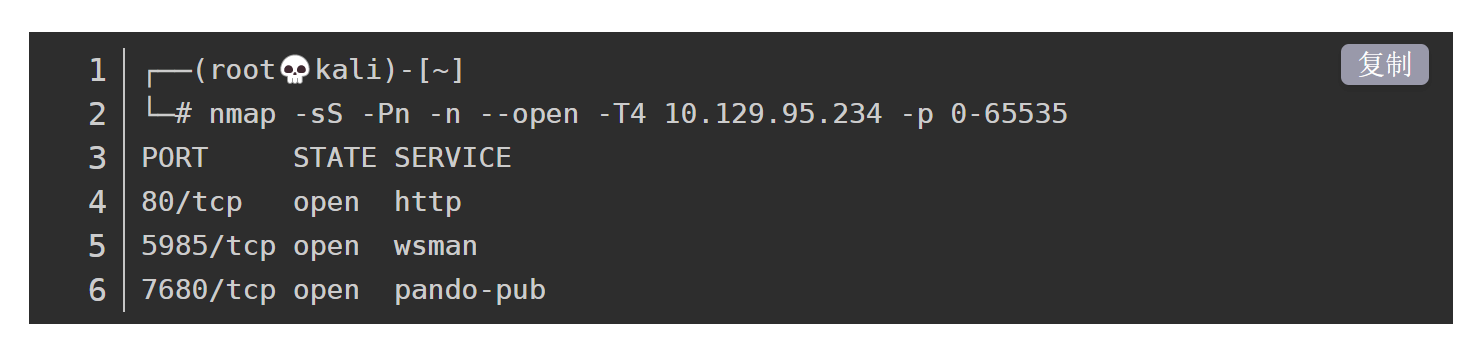 复制
1 ┌──(root💀kali)-[~]
2 └─# nmap -sS -Pn -n --open -T4 10.129.95.234 -p 0-65535
3 PORT     STATE SERVICE
4 80/tcp   open  http
5 5985/tcp open  wsman
6 7680/tcp open  pando-pub